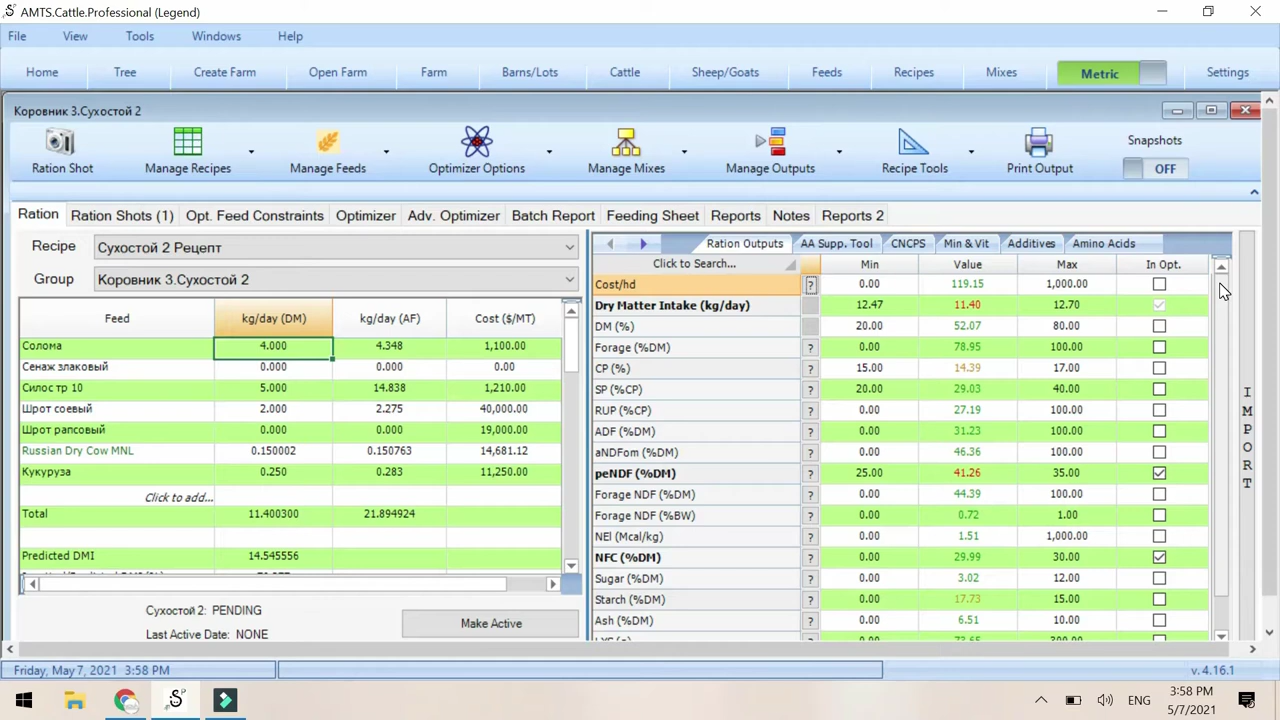 AMTS.Cattle.Professional (Legend)
File View Tools Windows Help
Home Tree Create Farm Open Farm Farm Barns/Lots Cattle Sheep/Goats Feeds Recipes Mixes Metric Settings
Коровник 3.Сухостой 2
Ration Shot Manage Recipes Manage Feeds Optimizer Options Manage Mixes Manage Outputs Recipe Tools Print Output Snapshots OFF
Ration Ration Shots (1) Opt. Feed Constraints Optimizer Adv. Optimizer Batch Report Feeding Sheet Reports Notes Reports 2
Recipe Сухостой 2 Рецепт
Group Коровник 3.Сухостой 2
Feed kg/day (DM) kg/day (AF) Cost ($/MT)
Солома 4.000 4.348 1,100.00
Сенаж злаковый 0.000 0.000 0.00
Силос тр 10 5.000 14.838 1,210.00
Шрот соевый 2.000 2.275 40,000.00
Шрот рапсовый 0.000 0.000 19,000.00
Russian Dry Cow MNL 0.150002 0.150763 14,681.12
Кукуруза 0.250 0.283 11,250.00
Click to add...
Total 11.400300 21.894924
Predicted DMI 14.545556
Сухостой 2: PENDING
Last Active Date: NONE
Make Active
Ration Outputs AA Supp. Tool CNCPS Min & Vit Additives Amino Acids
Click to Search... Min Value Max In Opt.
Cost/hd ? 0.00 119.15 1,000.00
Dry Matter Intake (kg/day) 12.47 11.40 12.70
DM (%) 20.00 52.07 80.00
Forage (%DM) ? 0.00 78.95 100.00
CP (%) ? 15.00 14.39 17.00
SP (%CP) ? 20.00 29.03 40.00
RUP (%CP) ? 0.00 27.19 100.00
ADF (%DM) ? 0.00 31.23 100.00
aNDFom (%DM) ? 0.00 46.36 100.00
peNDF (%DM) ? 25.00 41.26 35.00
Forage NDF (%DM) ? 0.00 44.39 100.00
Forage NDF (%BW) ? 0.00 0.72 1.00
NEl (Mcal/kg) ? 0.00 1.51 1,000.00
NFC (%DM) ? 0.00 29.99 30.00
Sugar (%DM) ? 0.00 3.02 12.00
Starch (%DM) ? 0.00 17.73 15.00
Ash (%DM) ? 0.00 6.51 10.00
IMPORT
Friday, May 7, 2021 3:58 PM v. 4.16.1
ENG 3:58 PM
5/7/2021